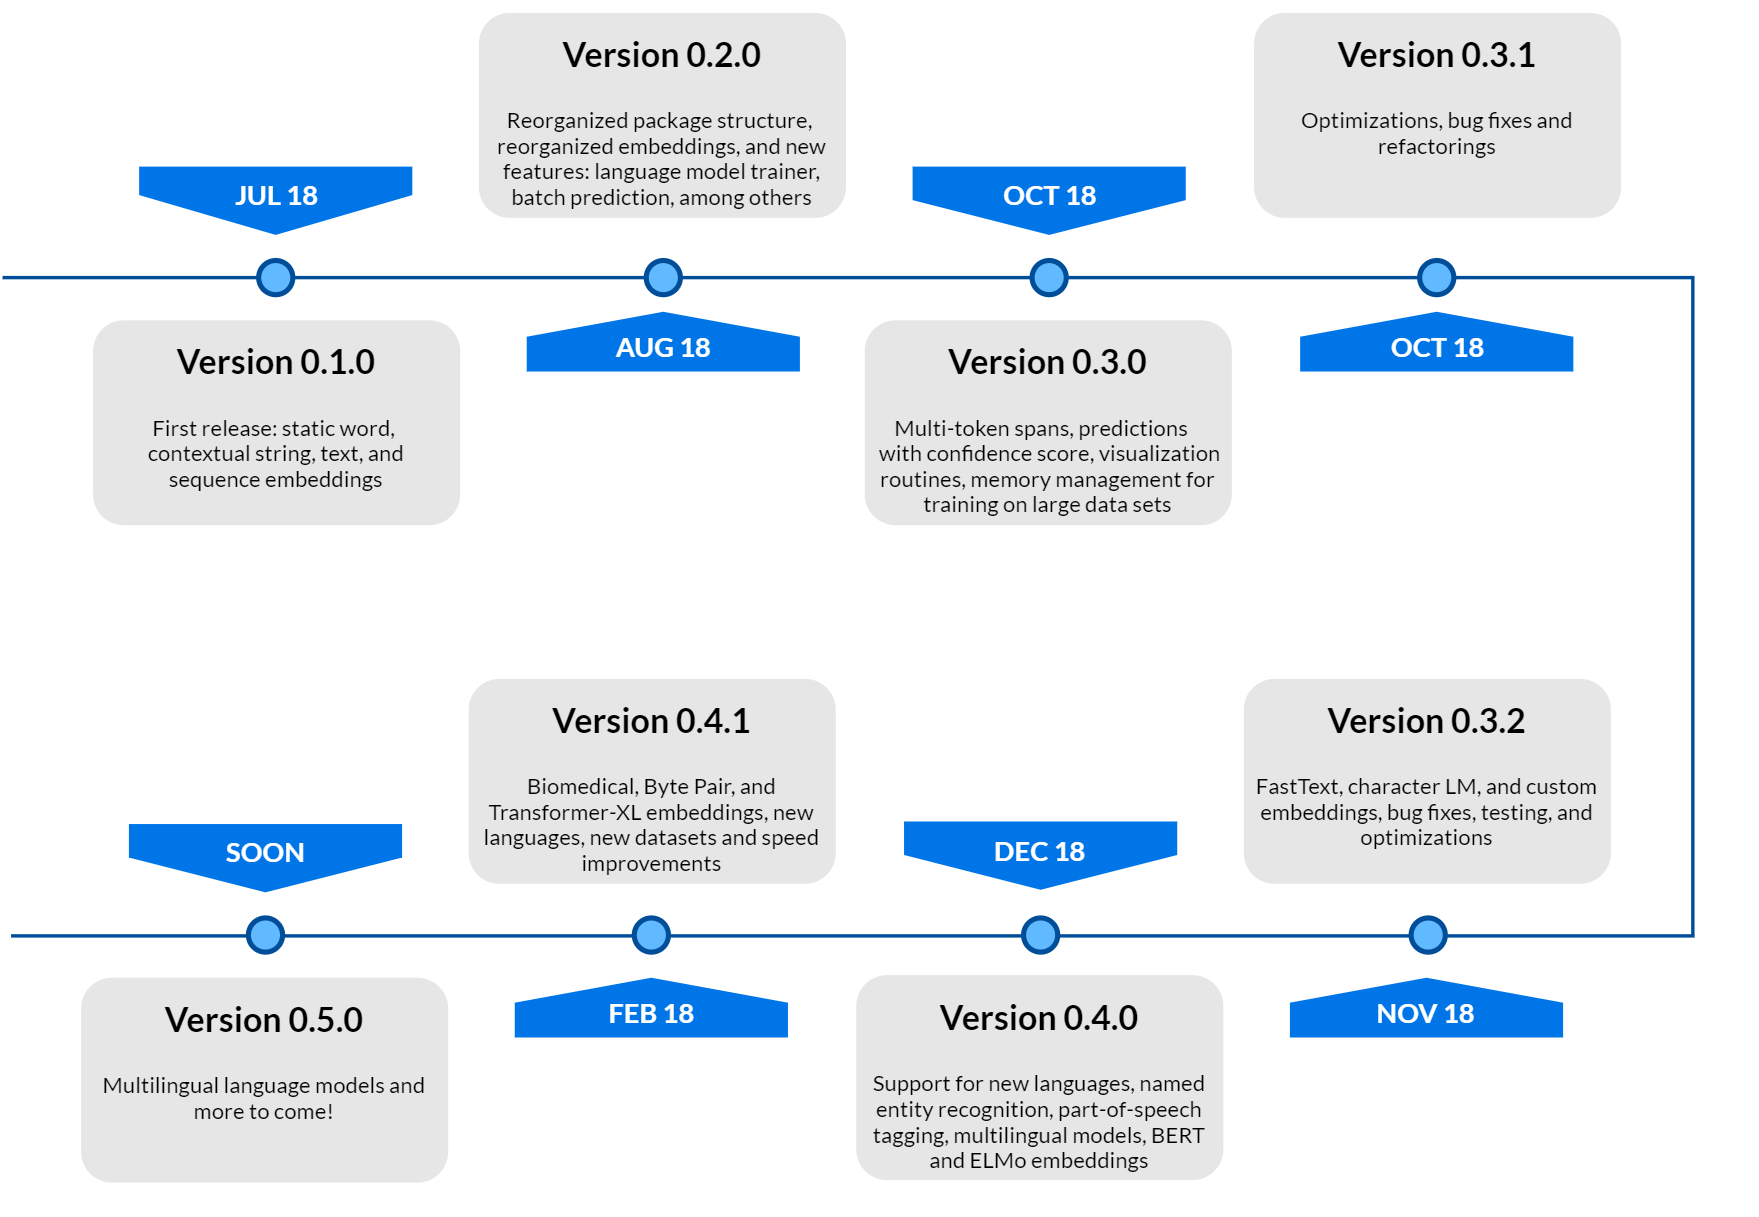 JUL 18
Version 0.1.0
First release: static word,
contextual string, text, and
sequence embeddings
Version 0.2.0
Reorganized package structure,
reorganized embeddings, and new
features: language model trainer,
batch prediction, among others
AUG 18
OCT 18
Version 0.3.0
Multi-token spans, predictions
with confidence score, visualization
routines, memory management for
training on large data sets
Version 0.3.1
Optimizations, bug fixes and
refactorings
OCT 18
Version 0.3.2
FastText, character LM, and custom
embeddings, bug fixes, testing, and
optimizations
NOV 18
DEC 18
Version 0.4.0
Support for new languages, named
entity recognition, part-of-speech
tagging, multilingual models, BERT
and ELMo embeddings
Version 0.4.1
Biomedical, Byte Pair, and
Transformer-XL embeddings, new
languages, new datasets and speed
improvements
FEB 18
SOON
Version 0.5.0
Multilingual language models and
more to come!